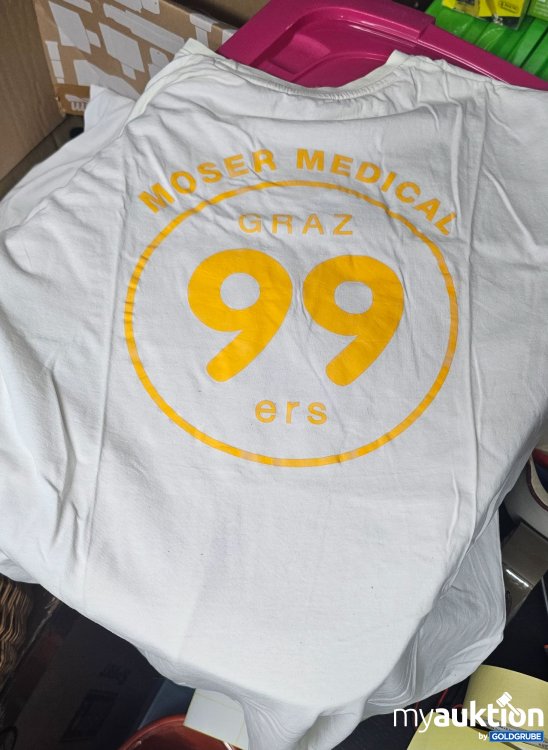 MOSER MEDICAL
GRAZ
99
ers
myauktion
by GOLDGRUBE